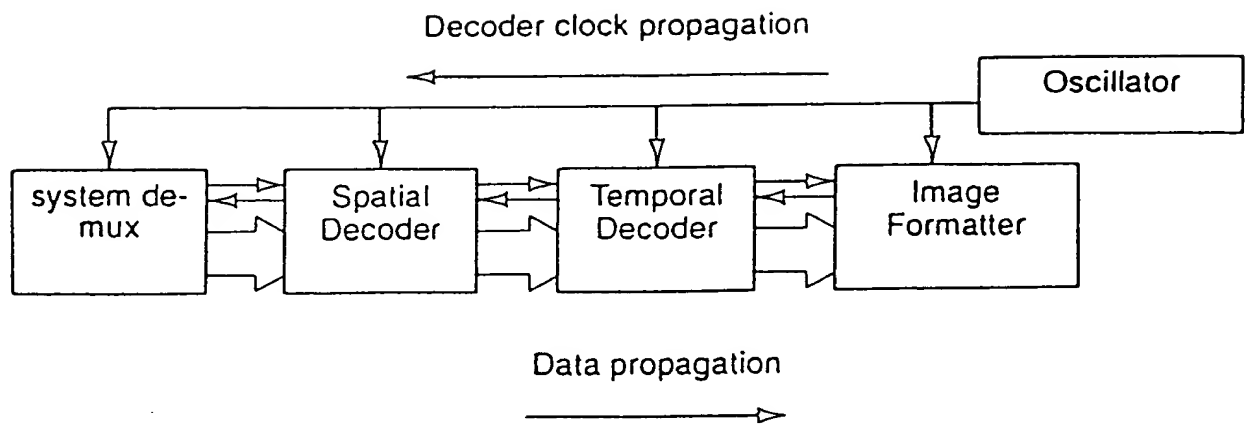 Decoder clock propagation
Oscillator
system de-
mux
Spatial
Decoder
Temporal
Decoder
Image
Formatter
Data propagation